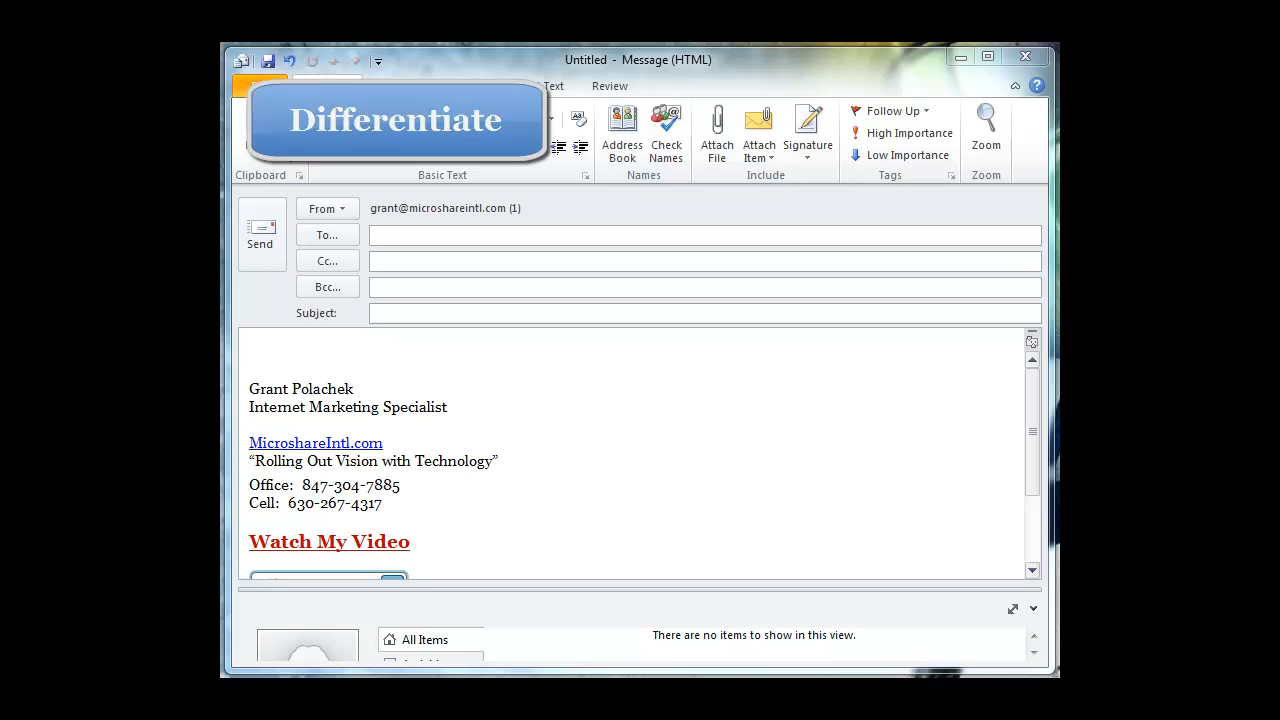 Untitled - Message (HTML)
Text Review
Differentiate
Address Book
Check Names
Attach File
Attach Item
Signature
Follow Up
High Importance
Low Importance
Zoom
Clipboard
Basic Text
Names
Include
Tags
Zoom
Send
From
grant@microshareintl.com (1)
To...
Cc...
Bcc...
Subject:
Grant Polachek
Internet Marketing Specialist
MicroshareIntl.com
“Rolling Out Vision with Technology”
Office: 847-304-7885
Cell: 630-267-4317
Watch My Video
All Items
There are no items to show in this view.